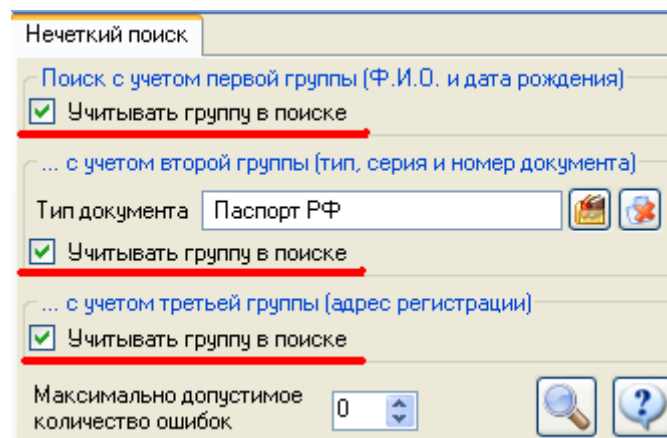 Нечеткий поиск
Поиск с учетом первой группы (Ф.И.О. и дата рождения)
Учитывать группу в поиске
... с учетом второй группы (тип, серия и номер документа)
Тип документа Паспорт РФ
Учитывать группу в поиске
... с учетом третьей группы (адрес регистрации)
Учитывать группу в поиске
Максимально допустимое
количество ошибок 0